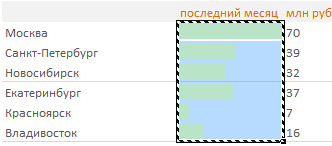 последний месяц млн руб
Москва 70
Санкт-Петербург 39
Новосибирск 32
Екатеринбург 37
Красноярск 7
Владивосток 16